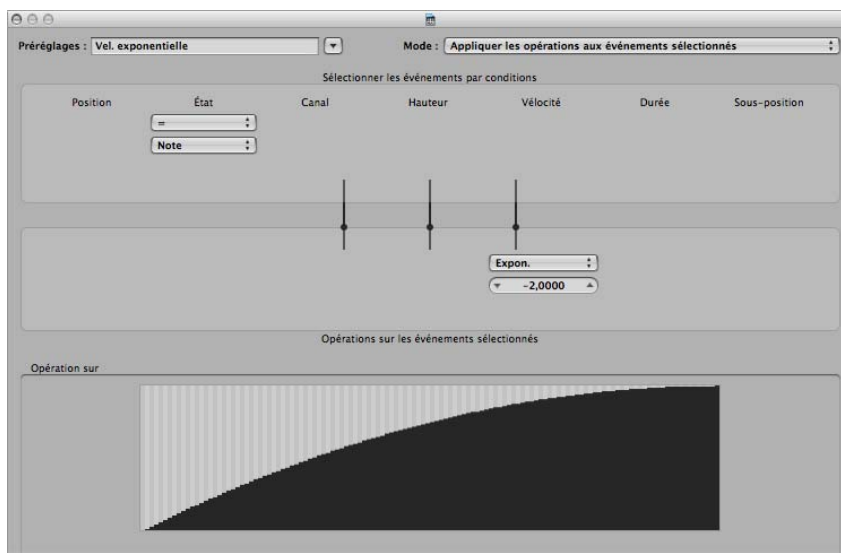 Préréglages : Vel. exponentielle Mode : Appliquer les opérations aux événements sélectionnés
Sélectionner les événements par conditions
Position État Canal Hauteur Vélocité Durée Sous-position
=
Note
Expon.
-2,0000
Opérations sur les événements sélectionnés
Opération sur